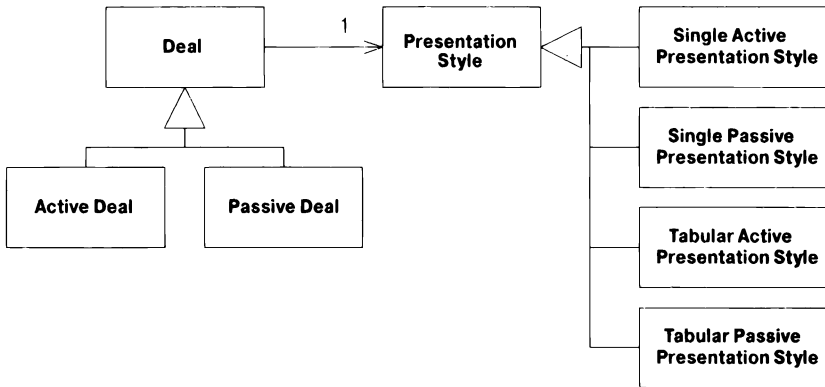 1
Deal
Presentation
Style
Single Active
Presentation Style
Single Passive
Presentation Style
Active Deal
Passive Deal
Tabular Active
Presentation Style
Tabular Passive
Presentation Style